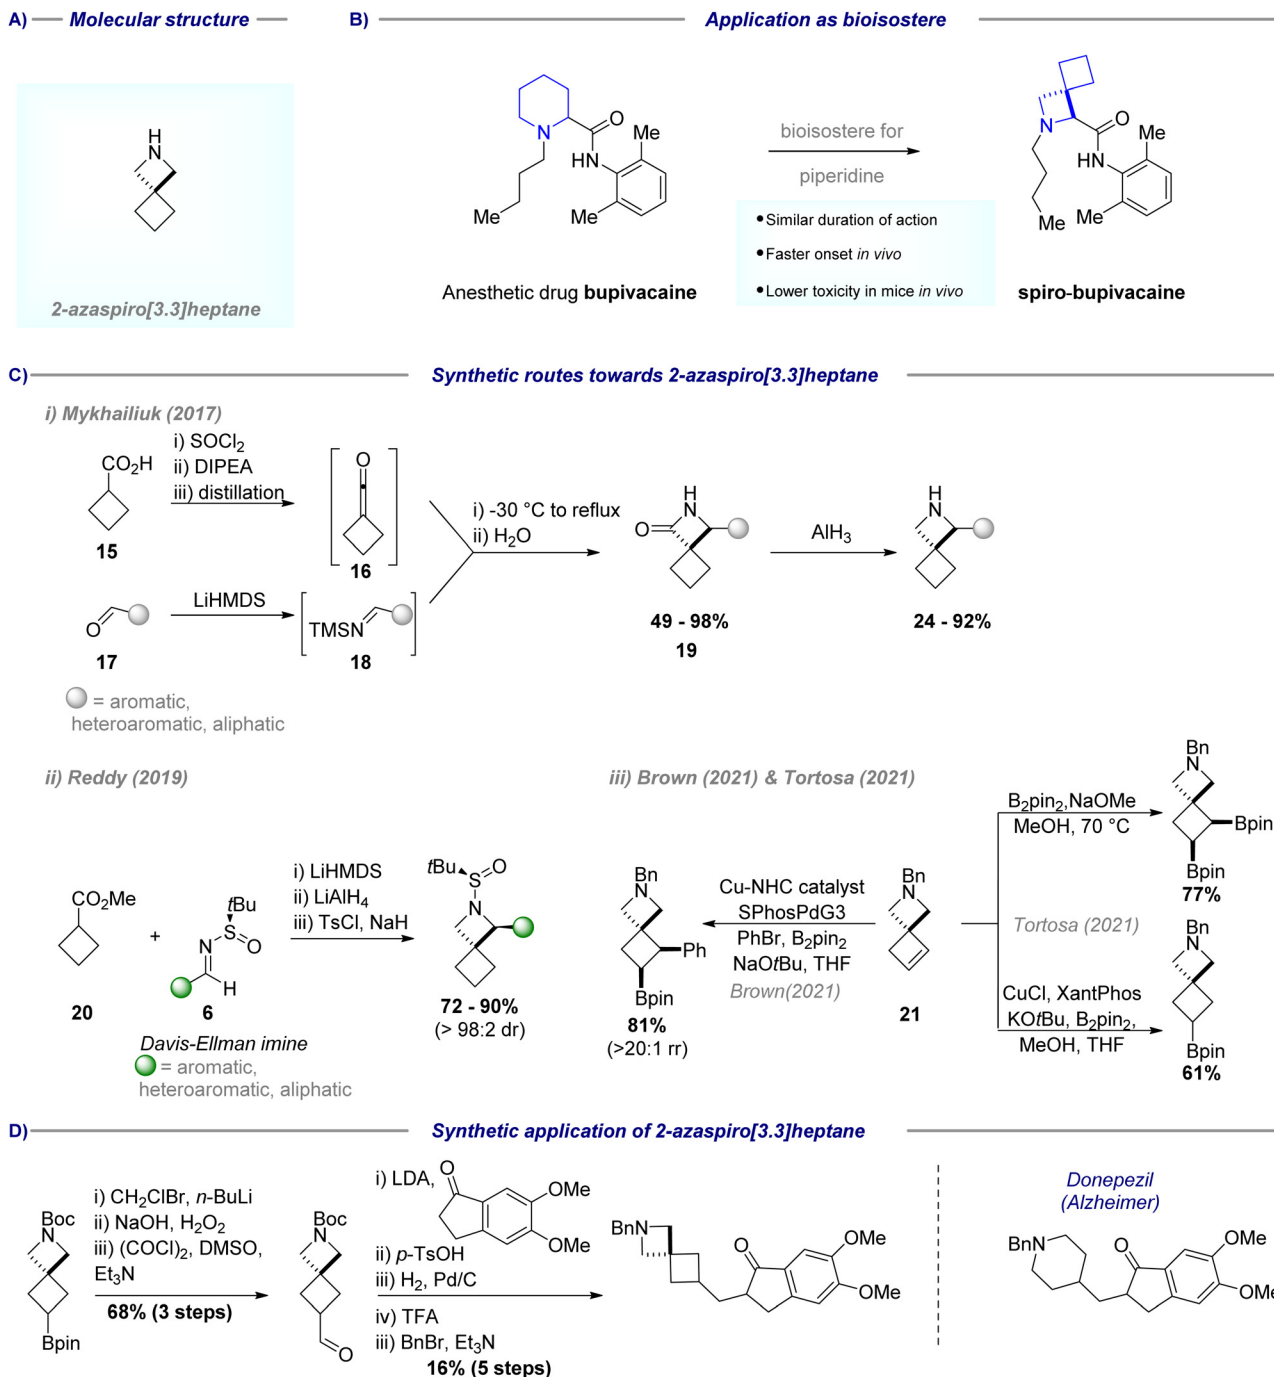 A) Molecular structure
B) Application as bioisostere
H
N
2-azaspiro[3.3]heptane
N
O
HN
Me
Me
Me
Anesthetic drug bupivacaine
bioisostere for
piperidine
• Similar duration of action
• Faster onset in vivo
• Lower toxicity in mice in vivo
N
O
HN
Me
Me
Me
spiro-bupivacaine
C) Synthetic routes towards 2-azaspiro[3.3]heptane
i) Mykhailiuk (2017)
CO2H
15
i) SOCl2
ii) DIPEA
iii) distillation
O
16
O
17
LiHMDS
TMSN
18
i) -30 °C to reflux
ii) H2O
H
N
O
49 - 98%
19
AlH3
H
N
24 - 92%
= aromatic,
heteroaromatic, aliphatic
ii) Reddy (2019)
CO2Me
20
+
tBu
S
O
N
H
6
Davis-Ellman imine
= aromatic,
heteroaromatic, aliphatic
i) LiHMDS
ii) LiAlH4
iii) TsCl, NaH
tBu
S
O
N
72 - 90%
(> 98:2 dr)
iii) Brown (2021) & Tortosa (2021)
Bn
N
Ph
Bpin
81%
(>20:1 rr)
Cu-NHC catalyst
SPhosPdG3
PhBr, B2pin2
NaOtBu, THF
Brown(2021)
Bn
N
21
B2pin2,NaOMe
MeOH, 70 °C
Tortosa (2021)
CuCl, XantPhos
KOtBu, B2pin2,
MeOH, THF
Bn
N
Bpin
Bpin
77%
Bn
N
Bpin
61%
D) Synthetic application of 2-azaspiro[3.3]heptane
Boc
N
Bpin
i) CH2ClBr, n-BuLi
ii) NaOH, H2O2
iii) (COCl)2, DMSO,
Et3N
68% (3 steps)
Boc
N
O
i) LDA,
O
OMe
OMe
ii) p-TsOH
iii) H2, Pd/C
iv) TFA
iii) BnBr, Et3N
16% (5 steps)
BnN
O
OMe
OMe
Donepezil
(Alzheimer)
BnN
O
OMe
OMe